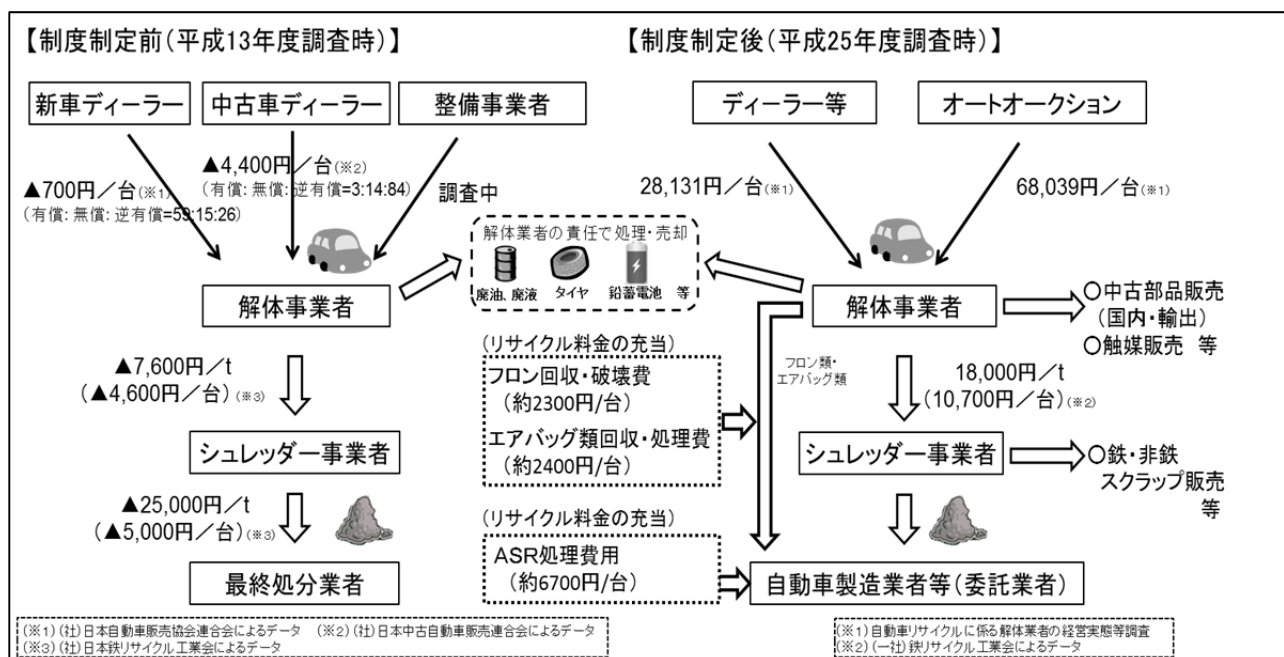 【制度制定前(平成13年度調査時)】
新車ディーラー
中古車ディーラー
整備事業者
▲700円/台(※1)
(有償:無償:逆有償=59:15:26)
▲4,400円/台(※2)
(有償:無償:逆有償=3:14:84)
調査中
解体事業者
▲7,600円/t
(▲4,600円/台)(※3)
シュレッダー事業者
▲25,000円/t
(▲5,000円/台)(※3)
最終処分業者
解体業者の責任で処理・売却
廃油、廃液
タイヤ
鉛蓄電池 等
(リサイクル料金の充当)
フロン回収・破壊費
(約2300円/台)
エアバッグ類回収・処理費
(約2400円/台)
(リサイクル料金の充当)
ASR処理費用
(約6700円/台)
【制度制定後(平成25年度調査時)】
ディーラー等
オートオークション
28,131円/台(※1)
68,039円/台(※1)
解体事業者
○中古部品販売
(国内・輸出)
○触媒販売 等
フロン類・
エアバッグ類
18,000円/t
(10,700円/台)(※2)
シュレッダー事業者
○鉄・非鉄
スクラップ販売
等
自動車製造業者等(委託業者)
(※1)(社)日本自動車販売協会連合会によるデータ (※2)(社)日本中古自動車販売連合会によるデータ
(※3)(社)日本鉄リサイクル工業会によるデータ
(※1)自動車リサイクルに係る解体業者の経営実態等調査
(※2)(一社)鉄リサイクル工業会によるデータ